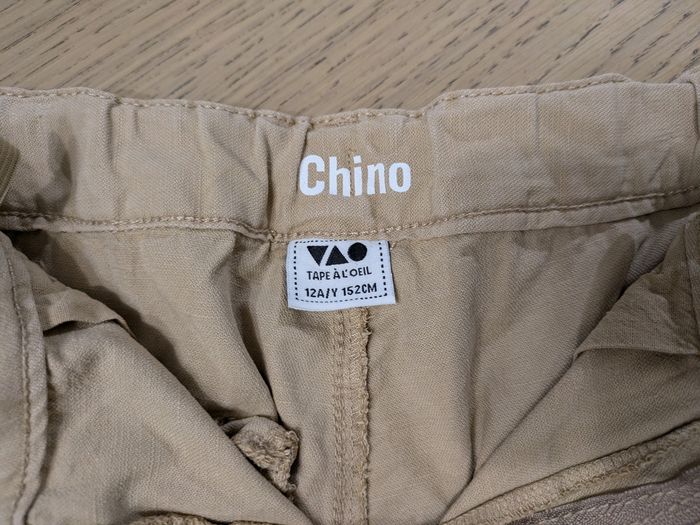 Chino
TAPE À L'OEIL
12A/Y 152CM